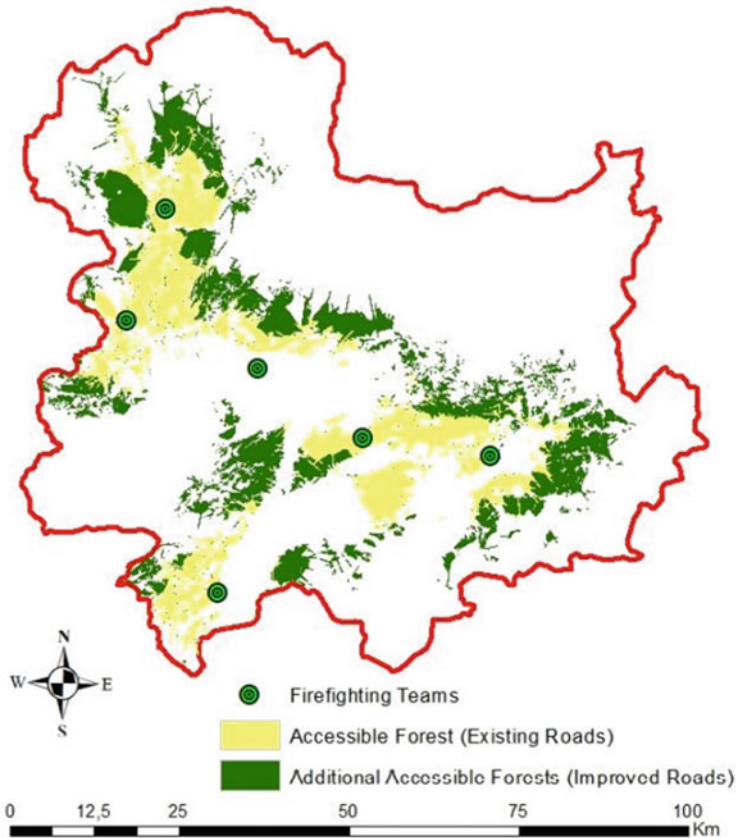 N
W E
S
Firefighting Teams
Accessible Forest (Existing Roads)
Additional Accessible Forests (Improved Roads)
0 12,5 25 50 75 100
Km